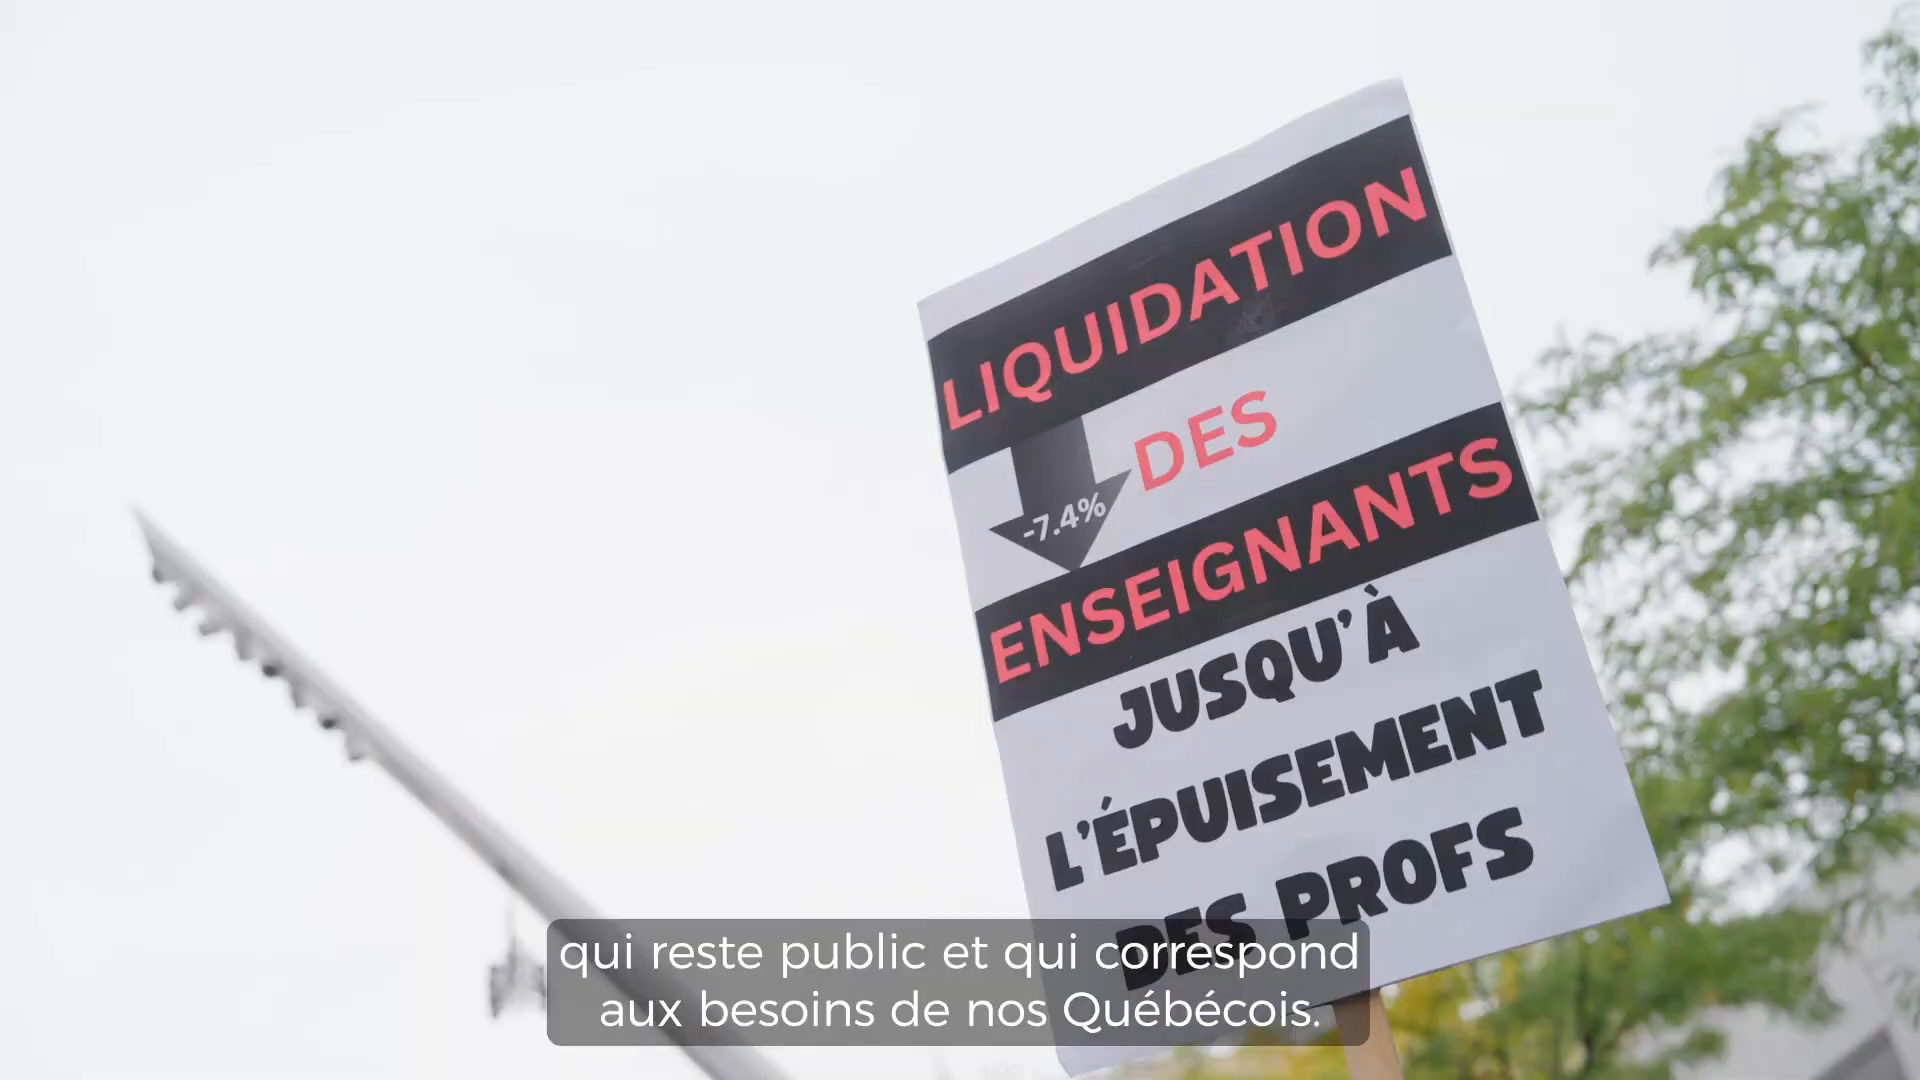 LIQUIDATION
DES
-7.4%
ENSEIGNANTS
JUSQU'À
L'ÉPUISEMENT
DES PROFS
qui reste public et qui correspond
aux besoins de nos Québécois.